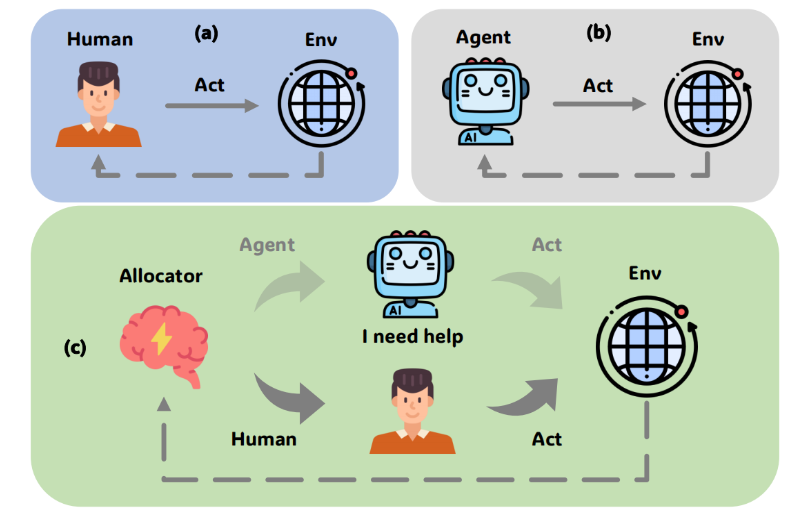 Human
(a)
Env
Act
Agent
(b)
Env
Act
AI
Agent
Act
Allocator
Env
AI
I need help
(c)
Human
Act